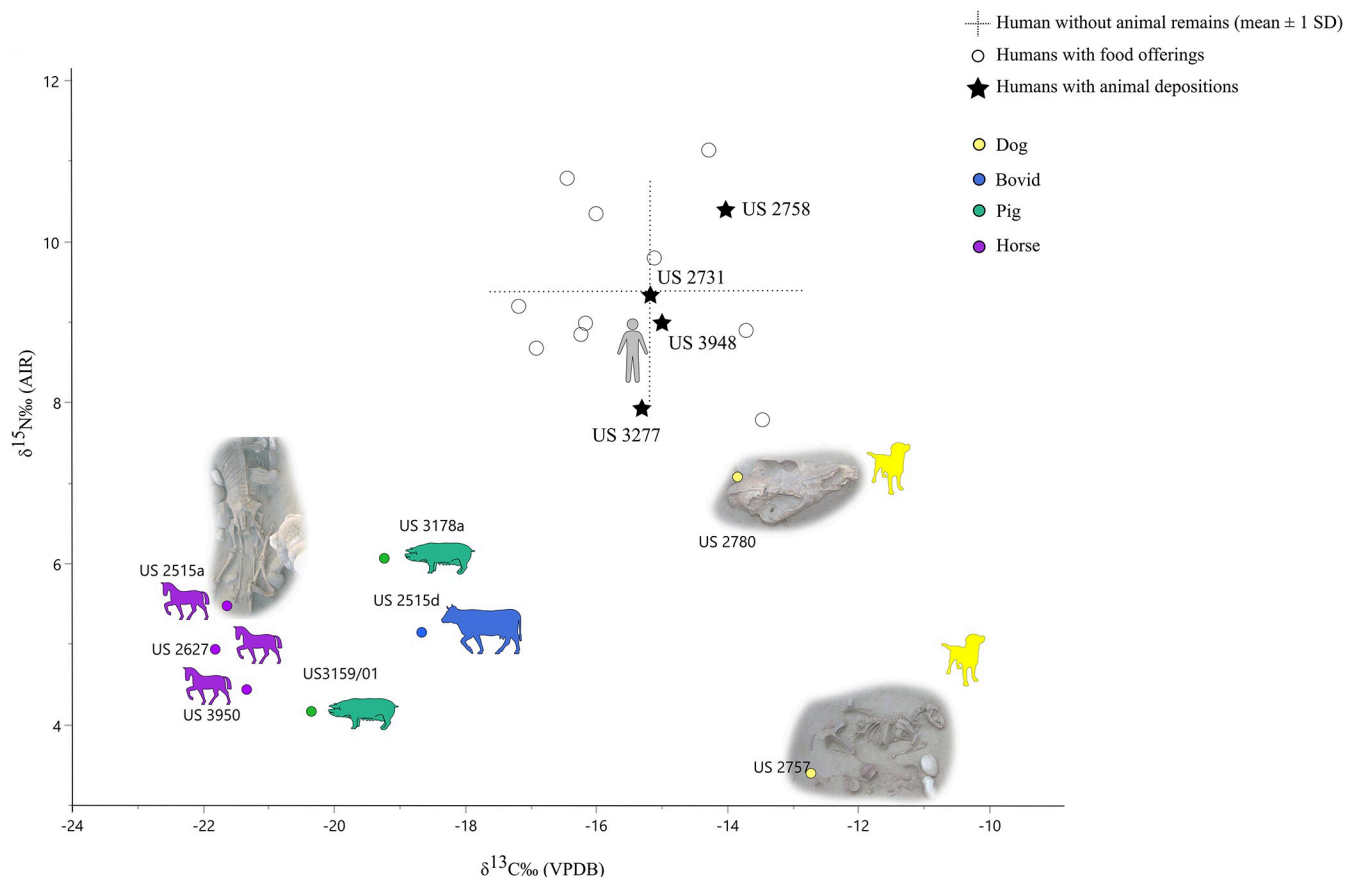 Human without animal remains (mean ± 1 SD)
Humans with food offerings
Humans with animal depositions
Dog
Bovid
Pig
Horse
12
10
8
6
4
δ15N‰ (AIR)
US 2758
US 2731
US 3948
US 3277
US 2780
US 3178a
US 2515a
US 2515d
US 2627
US3159/01
US 3950
US 2757
-24
-22
-20
-18
-16
-14
-12
-10
δ13C‰ (VPDB)